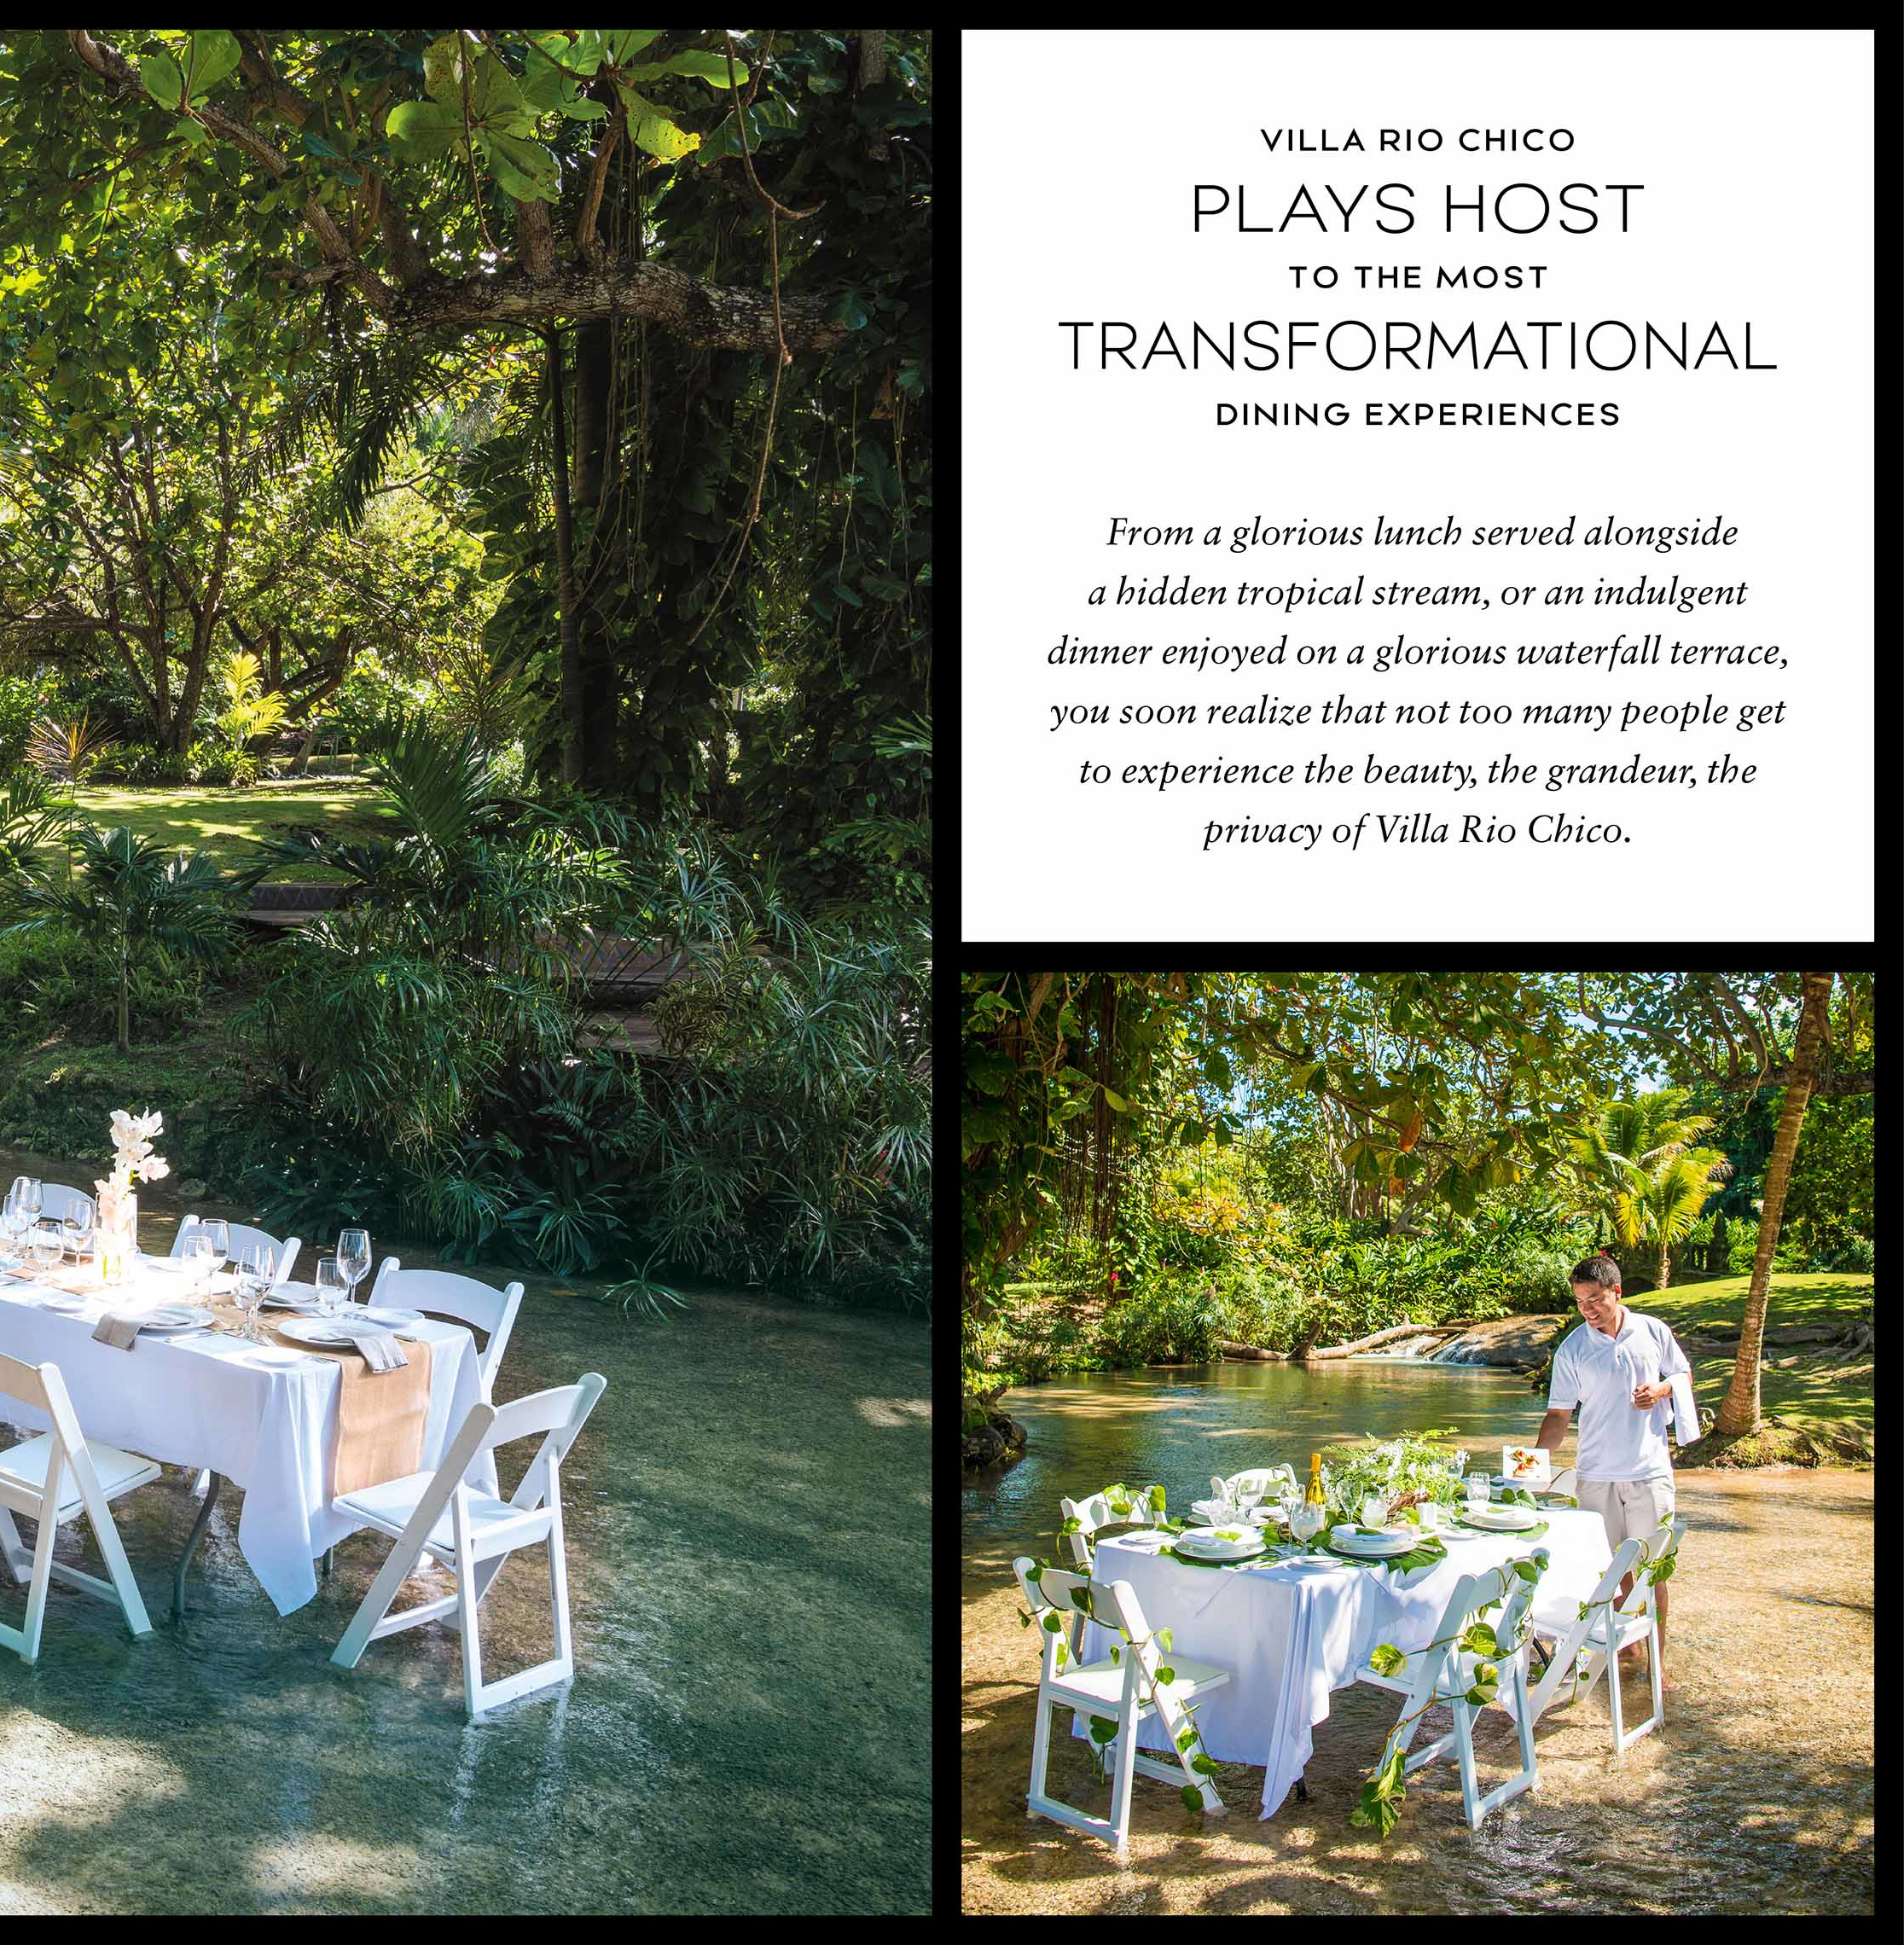 VILLA RIO CHICO
PLAYS HOST
TO THE MOST
TRANSFORMATIONAL
DINING EXPERIENCES
From a glorious lunch served alongside
a hidden tropical stream, or an indulgent
dinner enjoyed on a glorious waterfall terrace,
you soon realize that not too many people get
to experience the beauty, the grandeur, the
privacy of Villa Rio Chico.